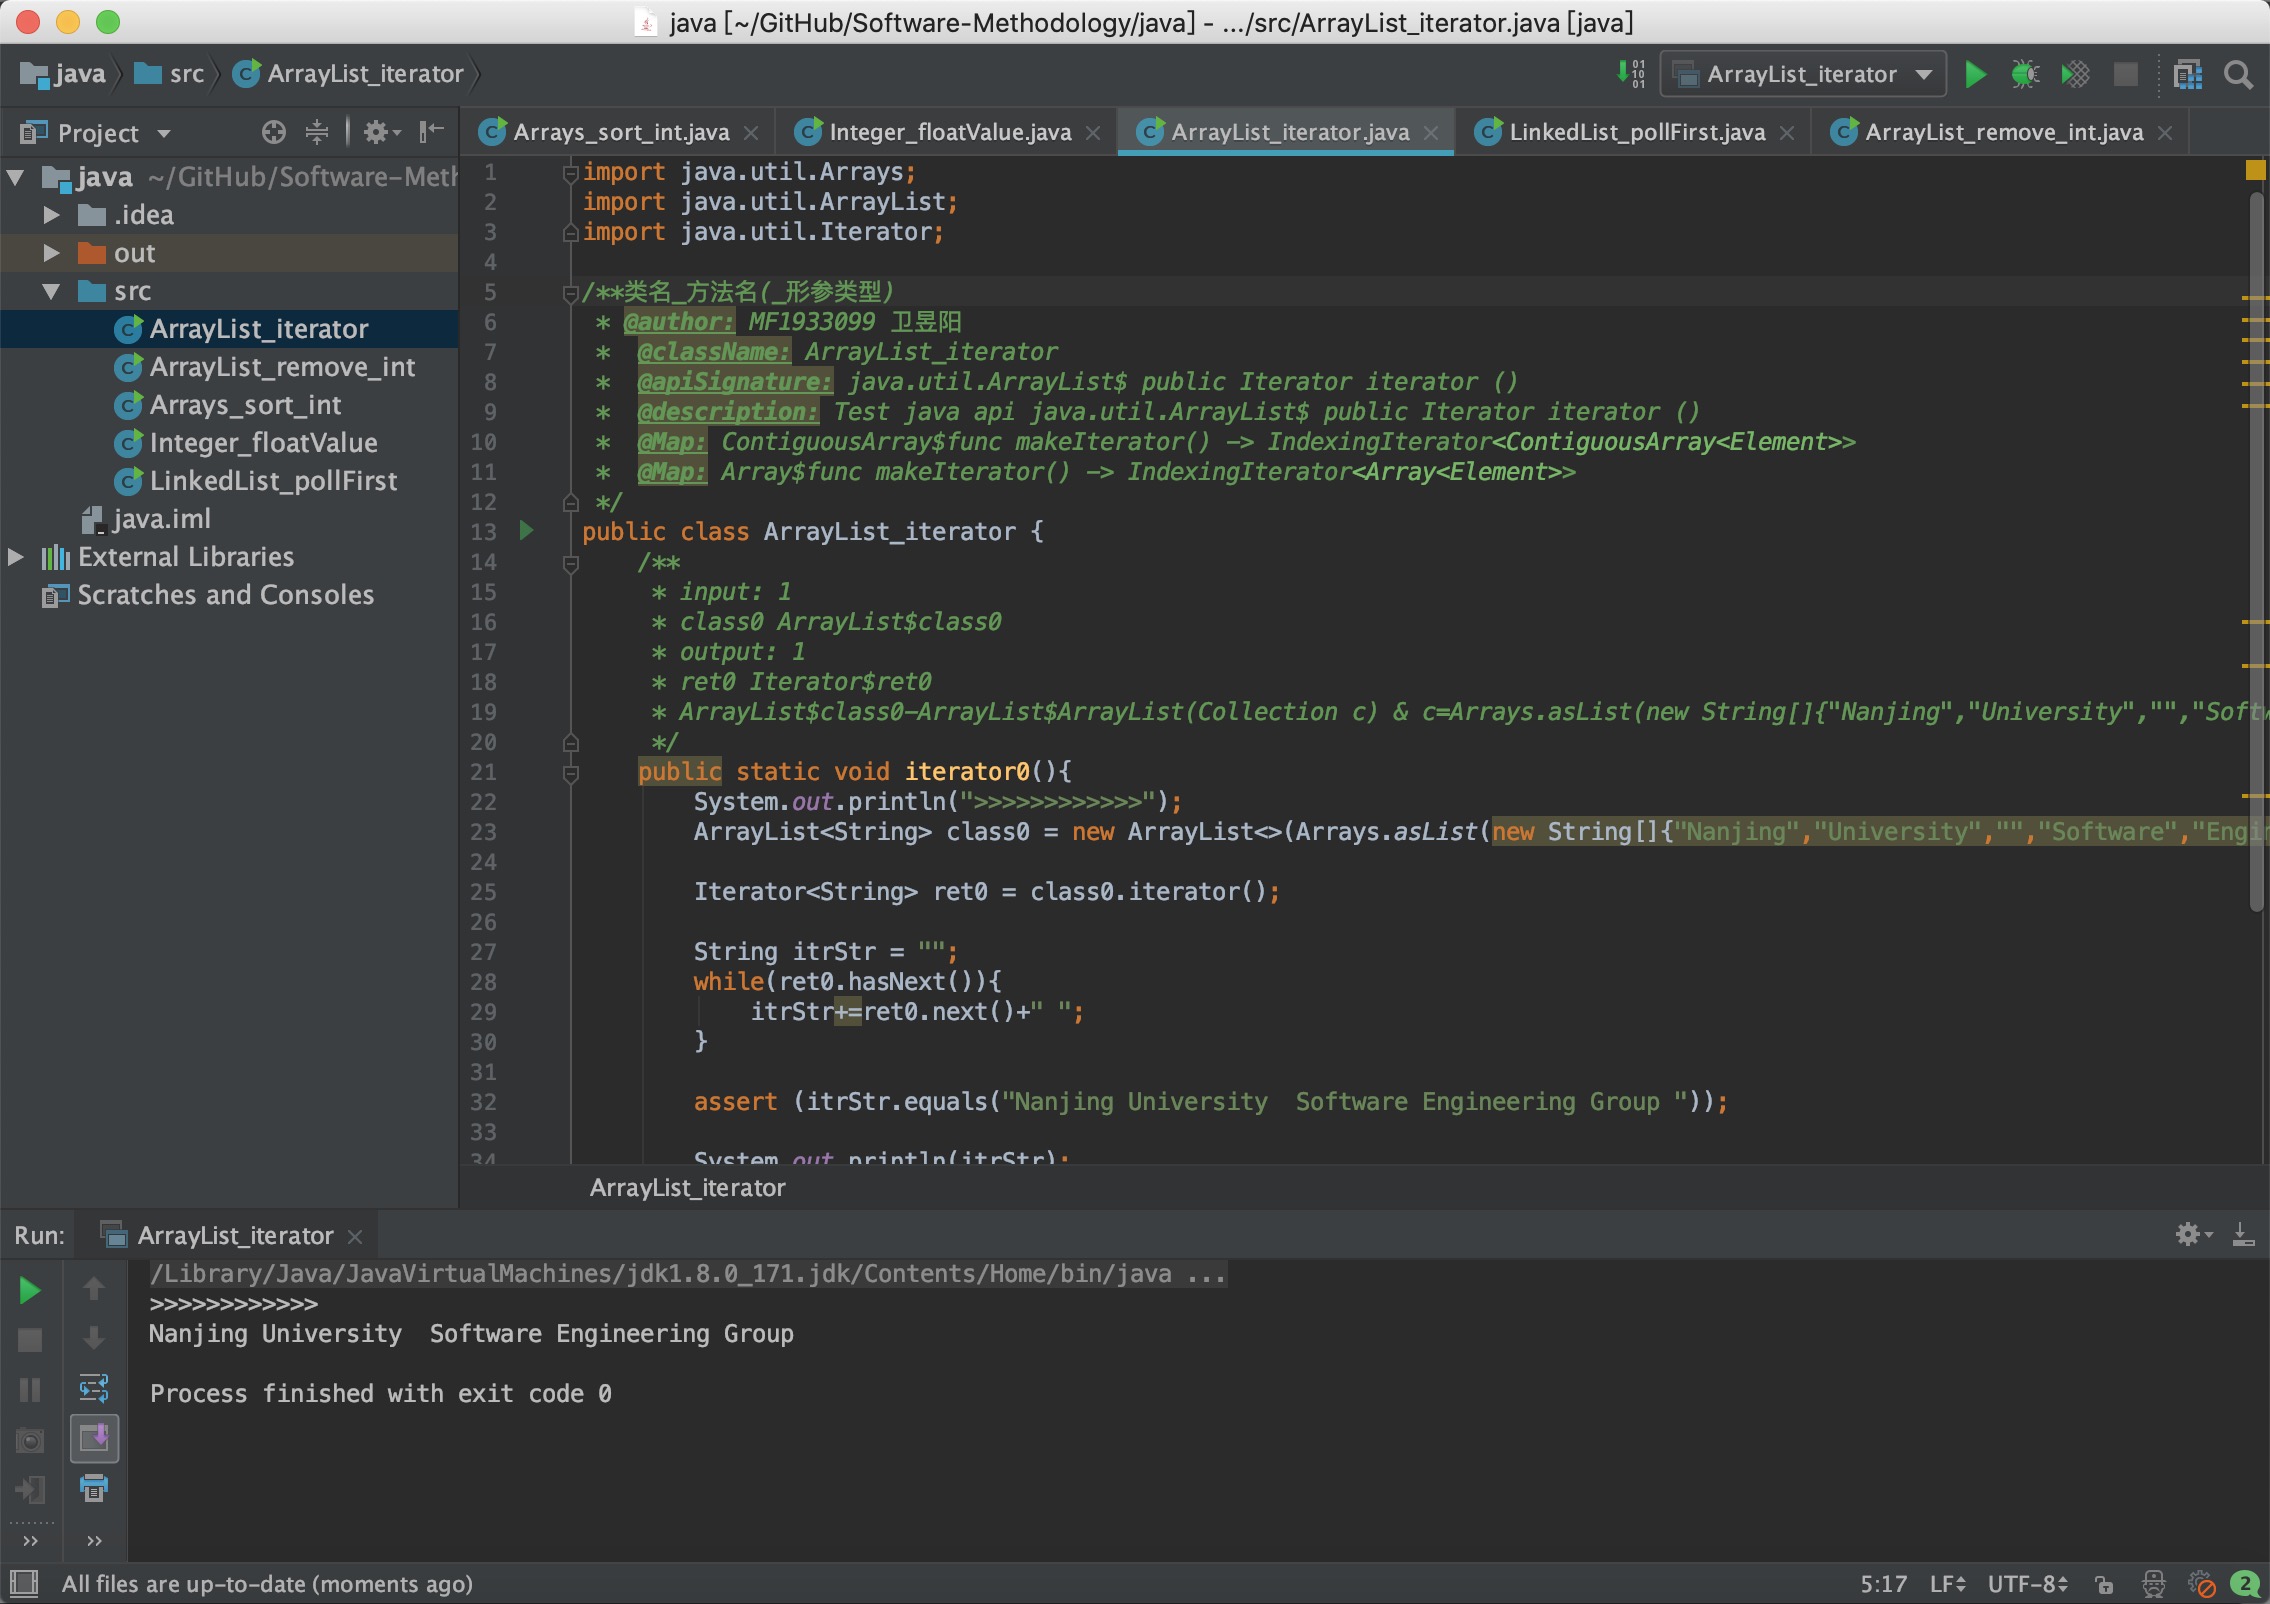 java [~/GitHub/Software-Methodology/java] - .../src/ArrayList_iterator.java [java]
java src ArrayList_iterator
ArrayList_iterator
Project
Arrays_sort_int.java Integer_floatValue.java ArrayList_iterator.java LinkedList_pollFirst.java ArrayList_remove_int.java
java ~/GitHub/Software-Meth
.idea
out
src
ArrayList_iterator
ArrayList_remove_int
Arrays_sort_int
Integer_floatValue
LinkedList_pollFirst
java.iml
External Libraries
Scratches and Consoles
1 import java.util.Arrays;
2 import java.util.ArrayList;
3 import java.util.Iterator;
4
5 /**类名_方法名(_形参类型)
6 * @author: MF1933099 卫昱阳
7 * @className: ArrayList_iterator
8 * @apiSignature: java.util.ArrayList$ public Iterator iterator ()
9 * @description: Test java api java.util.ArrayList$ public Iterator iterator ()
10 * @Map: ContiguousArray$func makeIterator() -> IndexingIterator<ContiguousArray<Element>>
11 * @Map: Array$func makeIterator() -> IndexingIterator<Array<Element>>
12 */
13 public class ArrayList_iterator {
14 /**
15 * input: 1
16 * class0 ArrayList$class0
17 * output: 1
18 * ret0 Iterator$ret0
19 * ArrayList$class0-ArrayList$ArrayList(Collection c) & c=Arrays.asList(new String[]{"Nanjing","University","","Softw
20 */
21 public static void iterator0(){
22 System.out.println(">>>>>>>>>>>>");
23 ArrayList<String> class0 = new ArrayList<>(Arrays.asList(new String[]{"Nanjing","University","","Software","Engin
24
25 Iterator<String> ret0 = class0.iterator();
26
27 String itrStr = "";
28 while(ret0.hasNext()){
29 itrStr+=ret0.next()+" ";
30 }
31
32 assert (itrStr.equals("Nanjing University  Software Engineering Group "));
33
34 System.out.println(itrStr);
ArrayList_iterator
Run: ArrayList_iterator
/Library/Java/JavaVirtualMachines/jdk1.8.0_171.jdk/Contents/Home/bin/java ...
>>>>>>>>>>>>
Nanjing University  Software Engineering Group
Process finished with exit code 0
All files are up-to-date (moments ago)
5:17 LF UTF-8 2